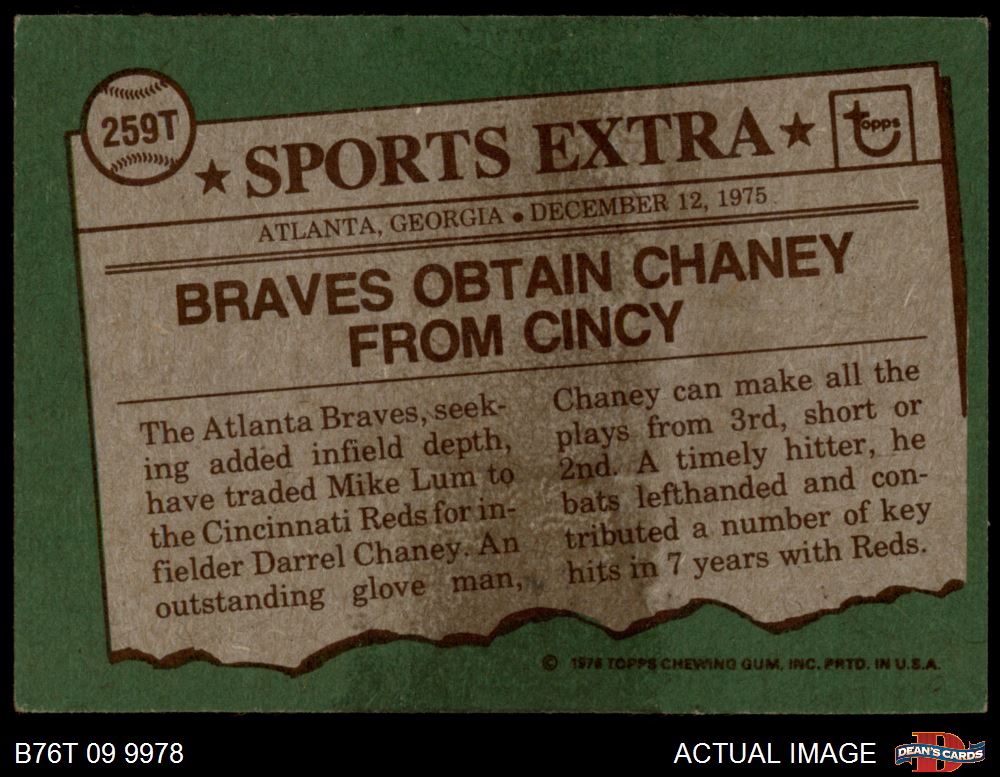 259T
★ SPORTS EXTRA ★
topps
ATLANTA, GEORGIA • DECEMBER 12, 1975
BRAVES OBTAIN CHANEY
FROM CINCY
The Atlanta Braves, seek-
ing added infield depth,
have traded Mike Lum to
the Cincinnati Reds for in-
fielder Darrel Chaney. An
outstanding glove man,
Chaney can make all the
plays from 3rd, short or
2nd. A timely hitter, he
bats lefthanded and con-
tributed a number of key
hits in 7 years with Reds.
© 1976 TOPPS CHEWING GUM, INC. PRTD. IN U.S.A.
B76T 09 9978
ACTUAL IMAGE
DEAN'S CARDS